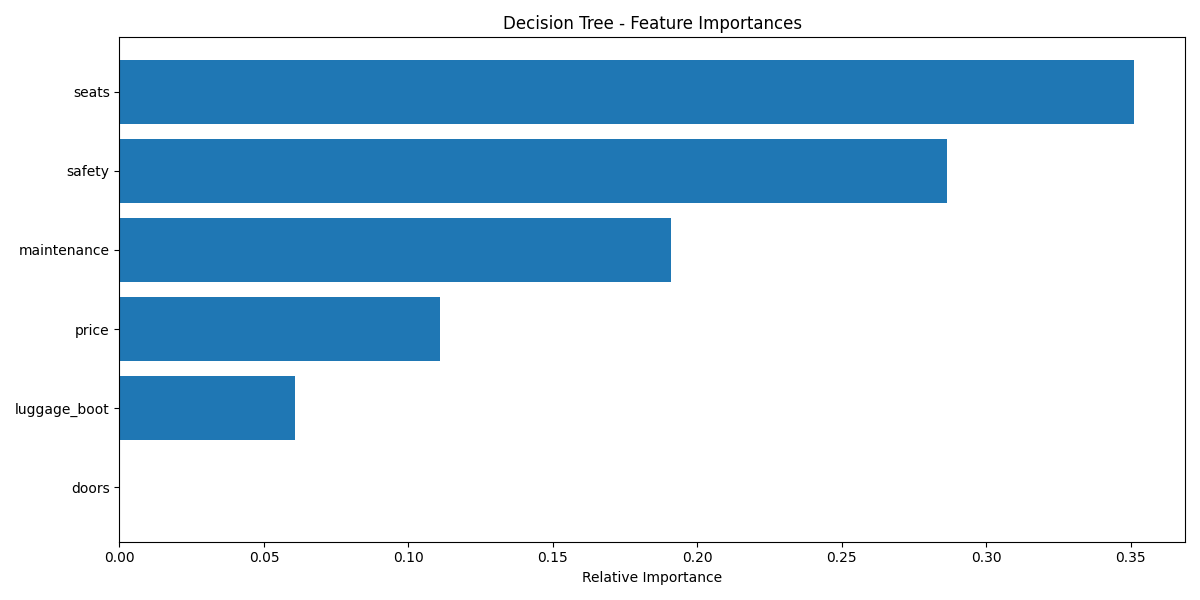 Decision Tree - Feature Importances
seats
safety
maintenance
price
luggage_boot
doors
0.00 0.05 0.10 0.15 0.20 0.25 0.30 0.35
Relative Importance